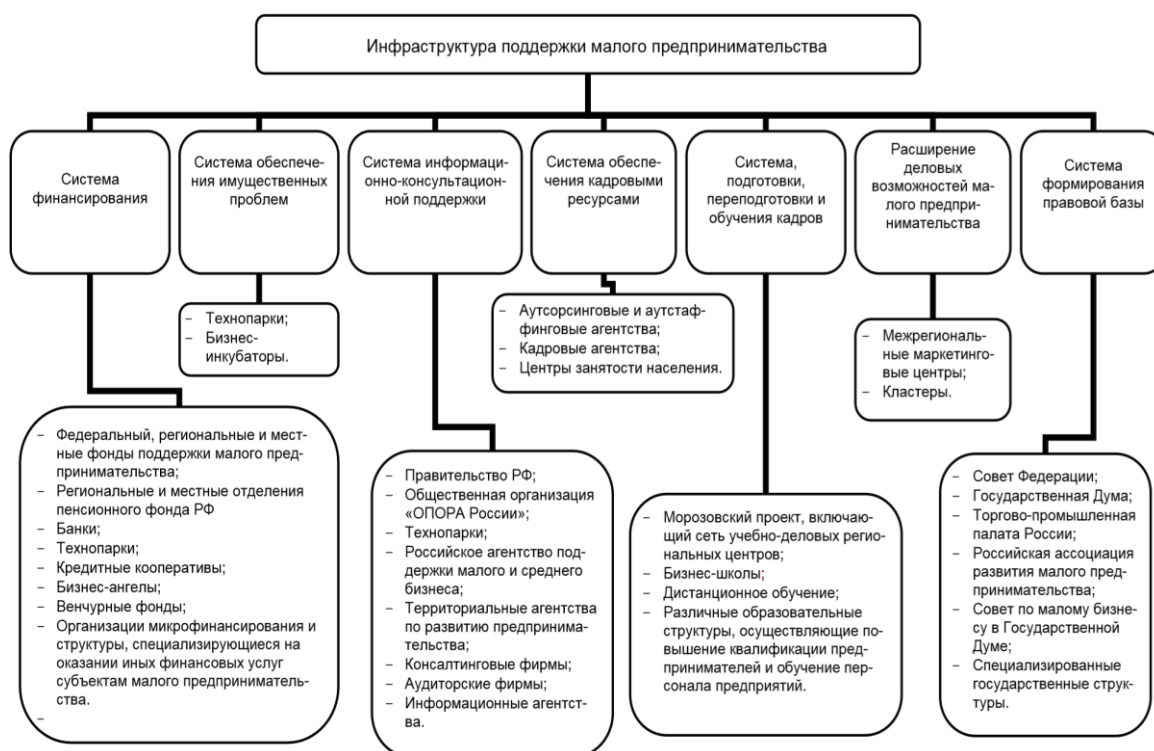 Инфраструктура поддержки малого предпринимательства
Система
финансирования
Система обеспече-
ния имущественных
проблем
Система информаци-
онно-консультацион-
ной поддержки
Система обеспе-
чения кадровыми
ресурсами
Система,
подготовки,
переподготовки и
обучения кадров
Расширение
деловых
возможностей ма-
лого предпри-
нимательства
Система
формирования
правовой базы
– Технопарки;
– Бизнес-
инкубаторы.
– Аутсорсинговые и аутстаф-
финговые агентства;
– Кадровые агентства;
– Центры занятости населения.
– Межрегиональ-
ные маркетинго-
вые центры;
– Кластеры.
– Федеральный, региональные и мест-
ные фонды поддержки малого пред-
принимательства;
– Региональные и местные отделения
пенсионного фонда РФ
– Банки;
– Технопарки;
– Кредитные кооперативы;
– Бизнес-ангелы;
– Венчурные фонды;
– Организации микрофинансирования и
структуры, специализирующиеся на
оказании иных финансовых услуг
субъектам малого предприниматель-
ства.
–
– Правительство РФ;
– Общественная организация
«ОПОРА России»;
– Технопарки;
– Российское агентство под-
держки малого и среднего
бизнеса;
– Территориальные агентства
по развитию предпринима-
тельства;
– Консалтинговые фирмы;
– Аудиторские фирмы;
– Информационные агентст-
ва.
– Морозовский проект, включаю-
щий сеть учебно-деловых регио-
нальных центров;
– Бизнес-школы;
– Дистанционное обучение;
– Различные образовательные
структуры, осуществляющие по-
вышение квалификации предпри-
нимателей и обучение пер-
сонала предприятий.
– Совет Федерации;
– Государственная Дума;
– Торгово-промышленная
палата России;
– Российская ассоциация
развития малого пред-
принимательства;
– Совет по малому бизне-
су в Государственной
Думе;
– Специализированные
государственные струк-
туры.